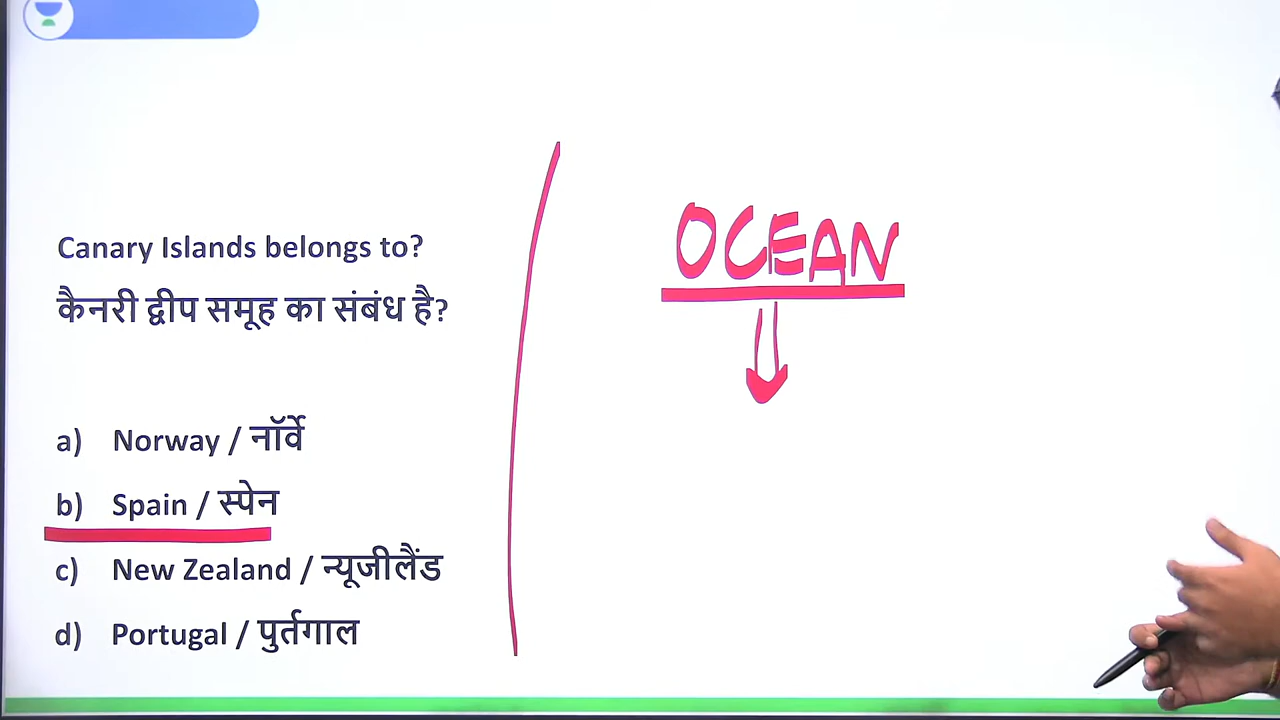 Canary Islands belongs to?
कैनरी द्वीप समूह का संबंध है?
a) Norway / नॉर्वे
b) Spain / स्पेन
c) New Zealand / न्यूजीलैंड
d) Portugal / पुर्तगाल
OCEAN